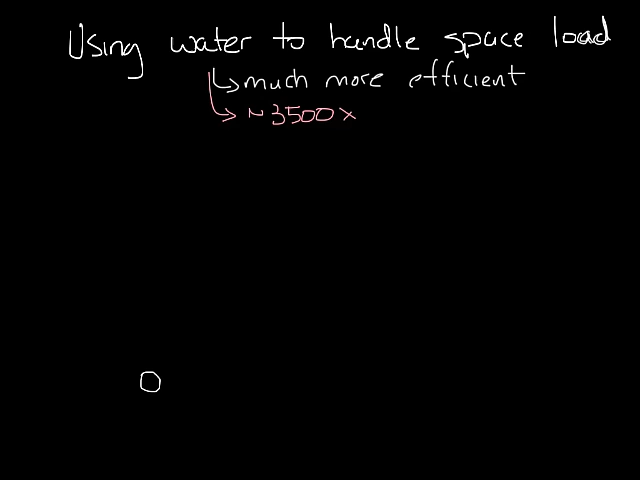 Using water to handle space load
↳ much more efficient
↳ ~3500x